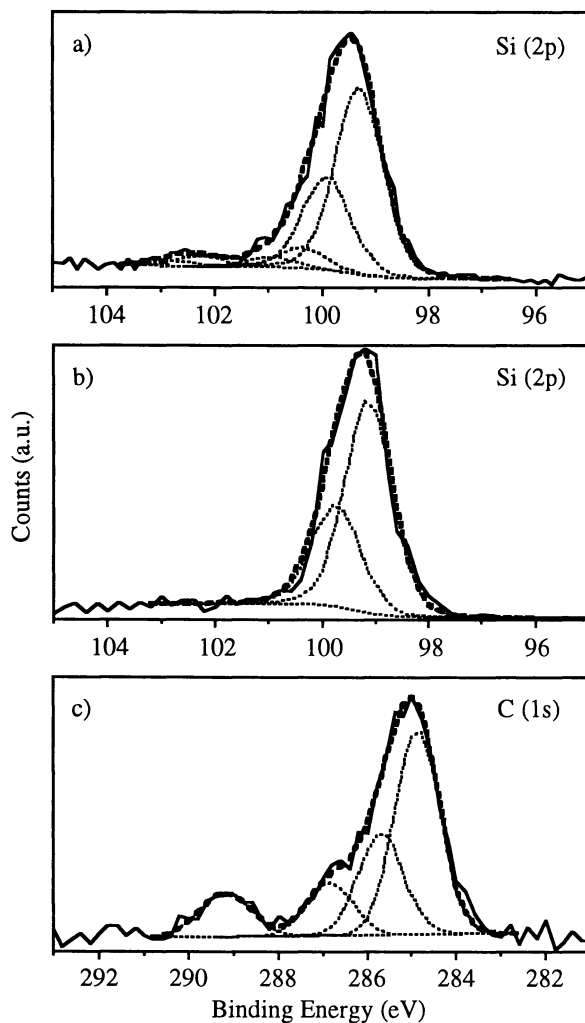 a) Si (2p)
104 102 100 98 96
b) Si (2p)
Counts (a.u.)
104 102 100 98 96
c) C (1s)
292 290 288 286 284 282
Binding Energy (eV)